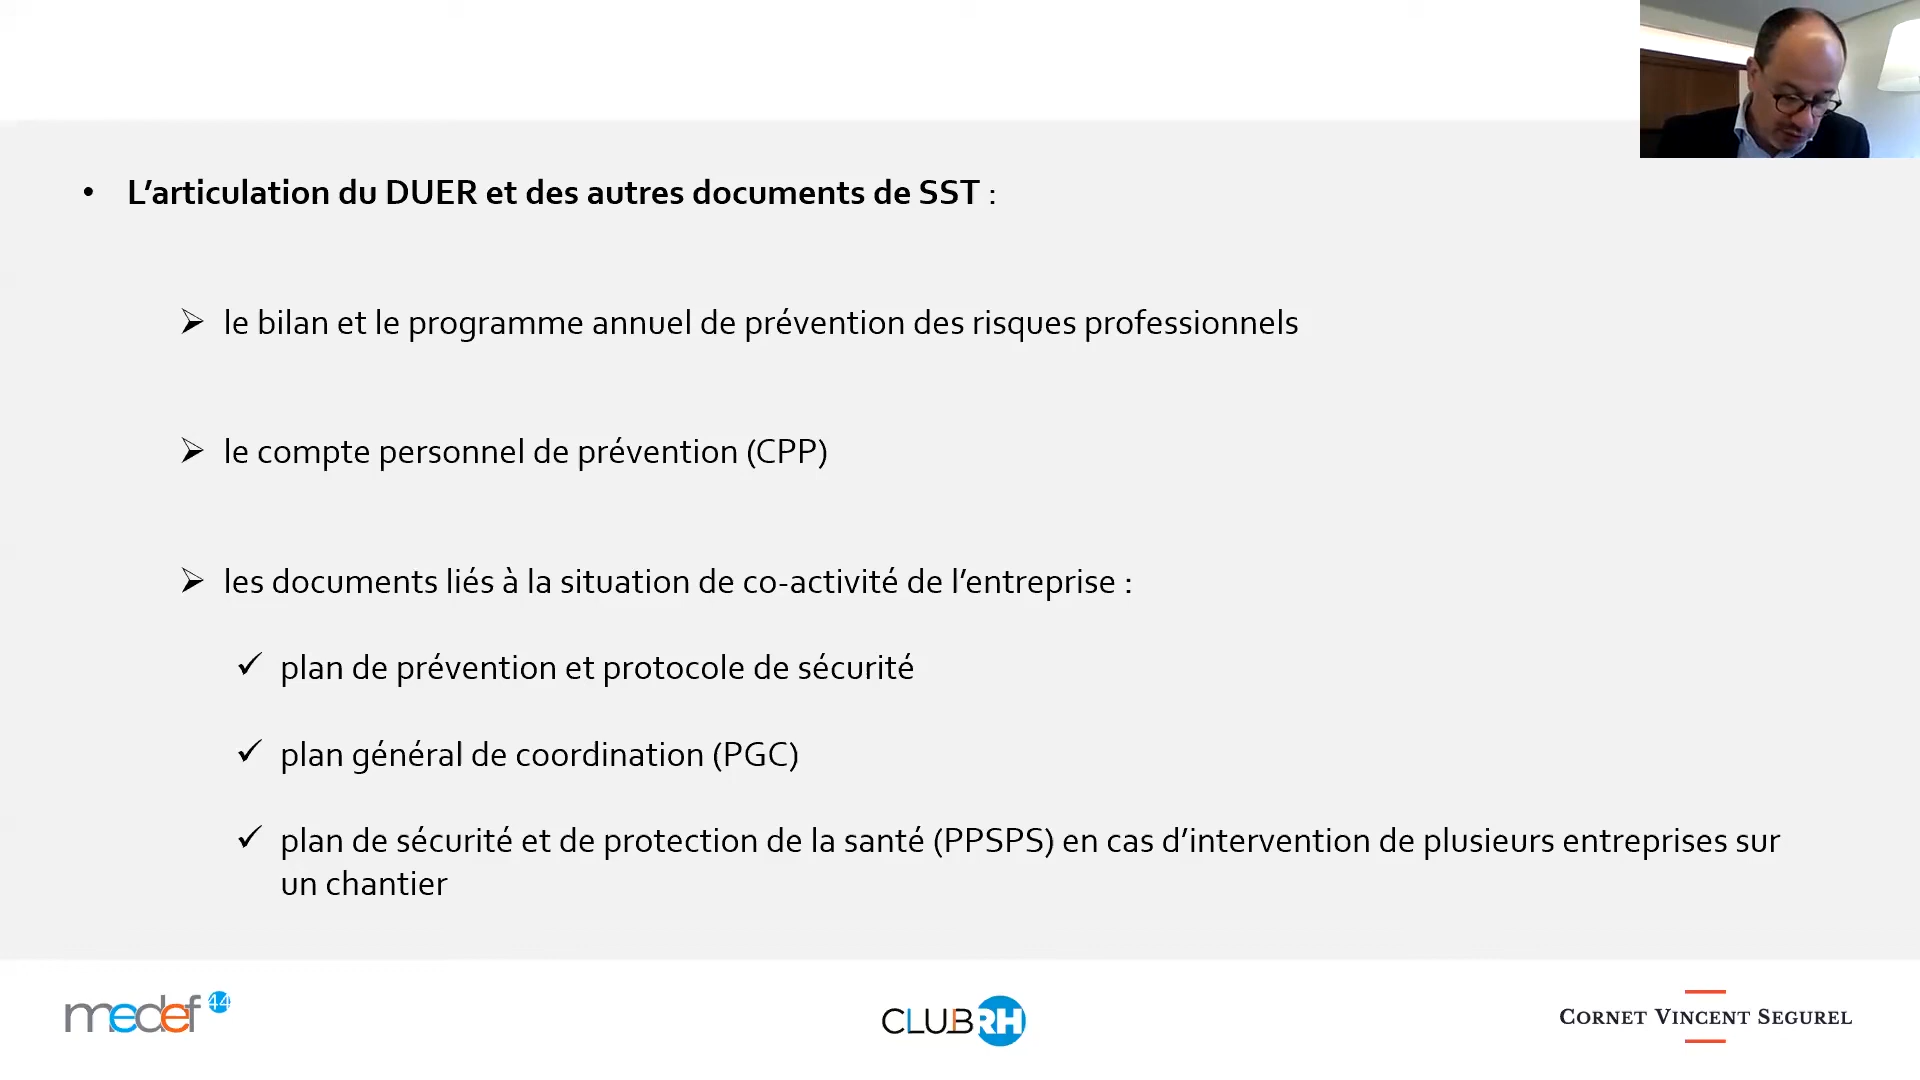 • L’articulation du DUER et des autres documents de SST :
➢ le bilan et le programme annuel de prévention des risques professionnels
➢ le compte personnel de prévention (CPP)
➢ les documents liés à la situation de co-activité de l’entreprise :
✓ plan de prévention et protocole de sécurité
✓ plan général de coordination (PGC)
✓ plan de sécurité et de protection de la santé (PPSPS) en cas d’intervention de plusieurs entreprises sur
un chantier
medef 44
CLUB RH
CORNET VINCENT SEGUREL